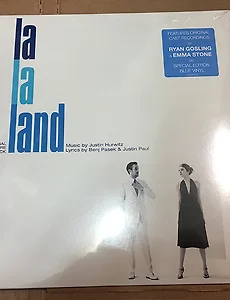 la
la
land
Music by Justin Hurwitz
Lyrics by Benj Pasek & Justin Paul
FEATURES ORIGINAL
CAST RECORDINGS
RYAN GOSLING
& EMMA STONE
SPECIAL EDITION
BLUE VINYL